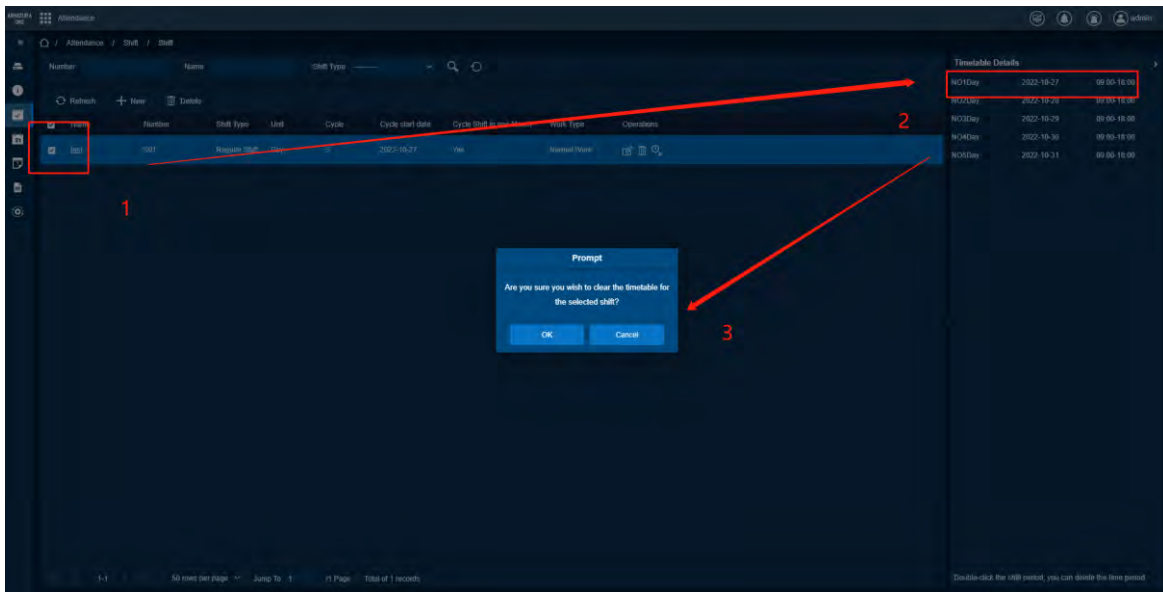 Attendance
admin
/ Attendance / Shift / Shift
Number
Name
Shift Type
Refresh
New
Delete
Name
Number
Shift Type
Unit
Cycle
Cycle start date
Work Type
Operations
2022-10-27
Yes
Normal Work
Timetable Details
NO1Day 2022-10-27 09:00-18:00
NO2Day 2022-10-28 09:00-18:00
NO3Day 2022-10-29 09:00-18:00
NO4Day 2022-10-30 09:00-18:00
NO5Day 2022-10-31 09:00-18:00
1
2
3
Prompt
Are you sure you wish to clear the timetable for
the selected shift?
OK
Cancel
1-1
50 rows per page
Jump To 1
/1 Page
Total of 1 records
Double-click the shift period, you can delete the time period